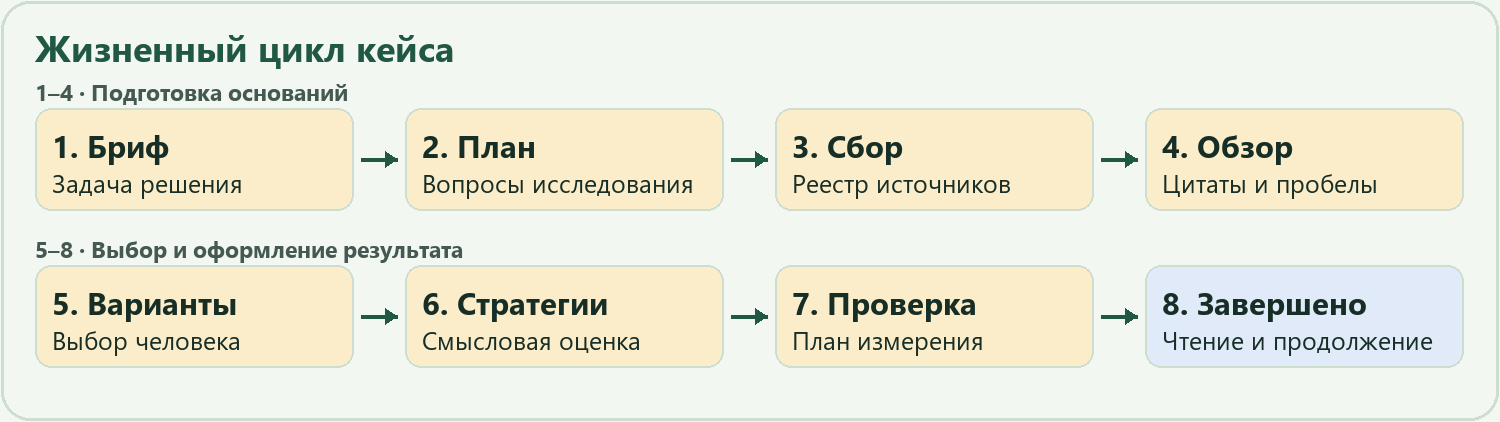 Жизненный цикл кейса
1–4 · Подготовка оснований
1. Бриф
Задача решения
2. План
Вопросы исследования
3. Сбор
Реестр источников
4. Обзор
Цитаты и пробелы
5–8 · Выбор и оформление результата
5. Варианты
Выбор человека
6. Стратегии
Смысловая оценка
7. Проверка
План измерения
8. Завершено
Чтение и продолжение